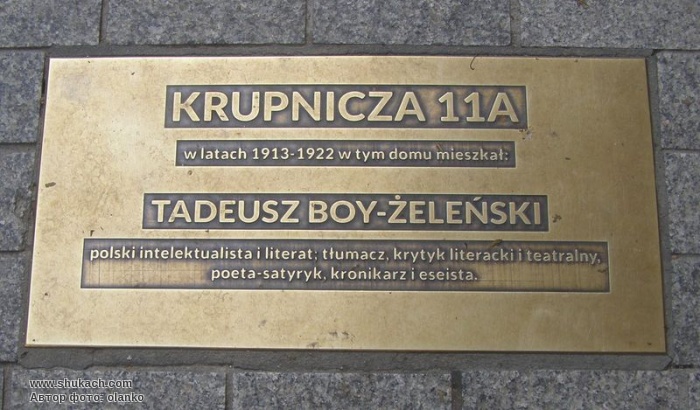 KRUPNICZA 11A
w latach 1913-1922 w tym domu mieszkał:
TADEUSZ BOY-ŻELEŃSKI
polski intelektualista i literat, tłumacz, krytyk literacki i teatralny,
poeta-satyryk, kronikarz i eseista.
www.shukach.com
Автор фото: olanko